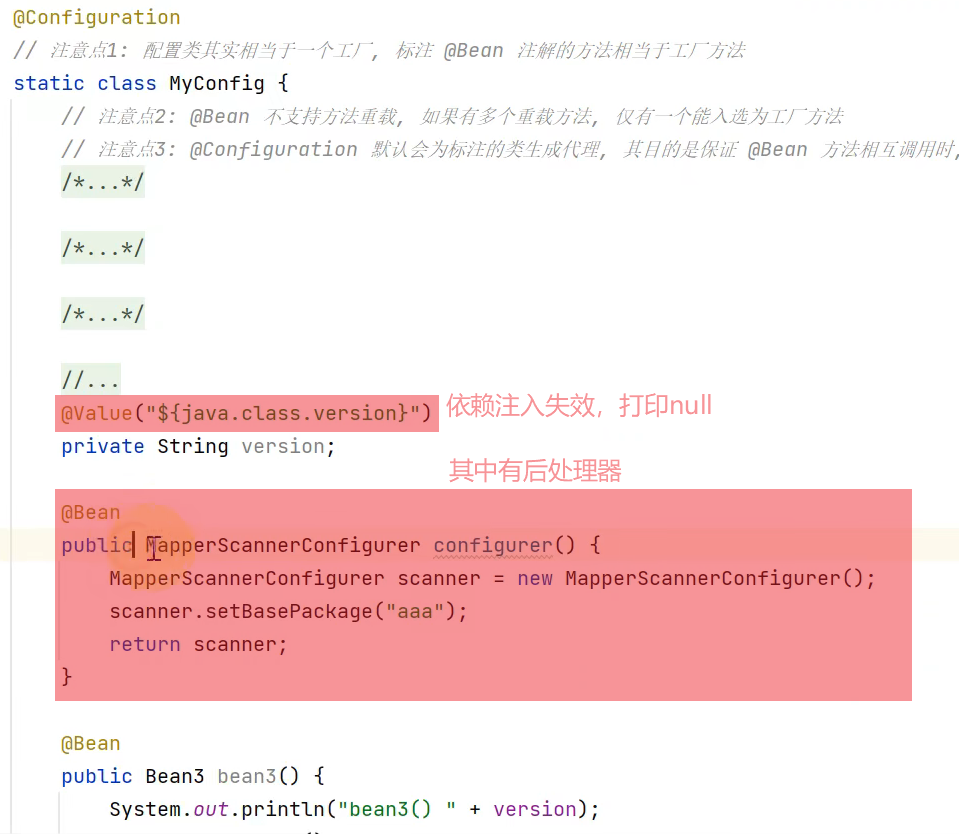 @Configuration
// 注意点1: 配置类其实相当于一个工厂, 标注 @Bean 注解的方法相当于工厂方法
static class MyConfig {
// 注意点2: @Bean 不支持方法重载, 如果有多个重载方法, 仅有一个能入选为工厂方法
// 注意点3: @Configuration 默认会为标注的类生成代理, 其目的是保证 @Bean 方法相互调用时,
/*...*/
/*...*/
/*...*/
//...
@Value("${java.class.version}") 依赖注入失效，打印null
private String version;
其中有后处理器
@Bean
public MapperScannerConfigurer configurer() {
MapperScannerConfigurer scanner = new MapperScannerConfigurer();
scanner.setBasePackage("aaa");
return scanner;
}
@Bean
public Bean3 bean3() {
System.out.println("bean3() " + version);